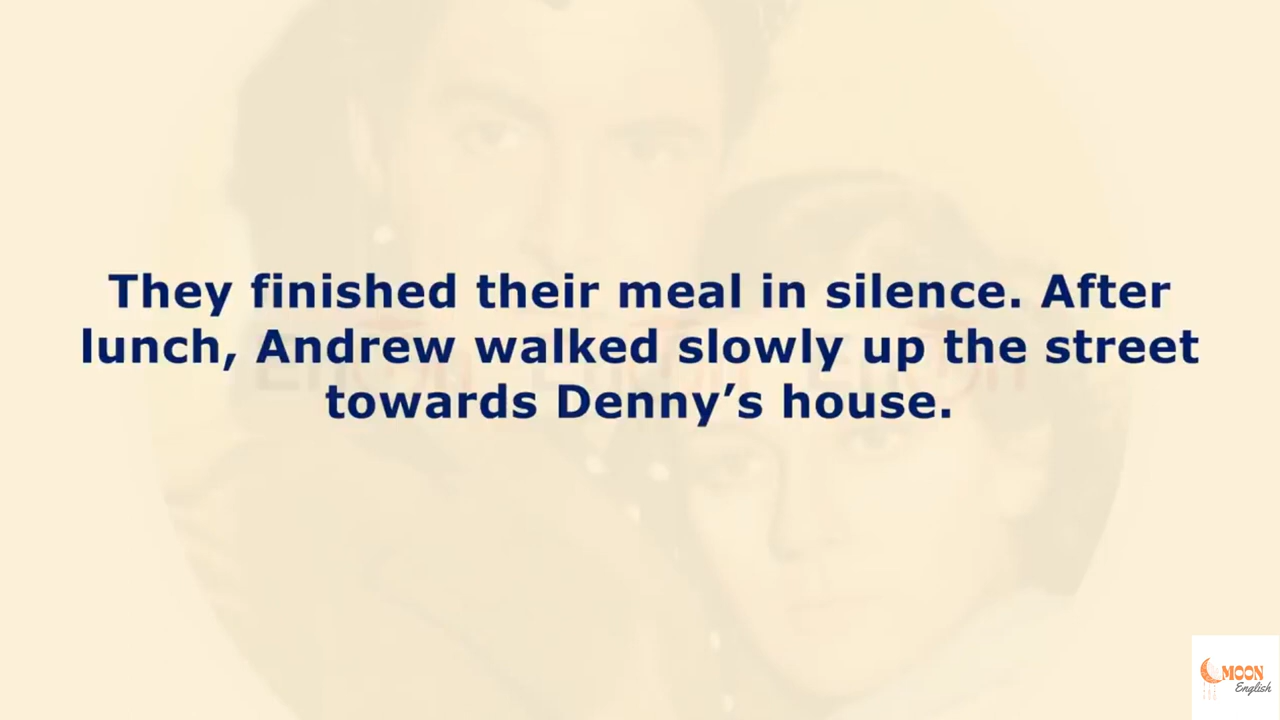 They finished their meal in silence. After
lunch, Andrew walked slowly up the street
towards Denny’s house.
MOON
English